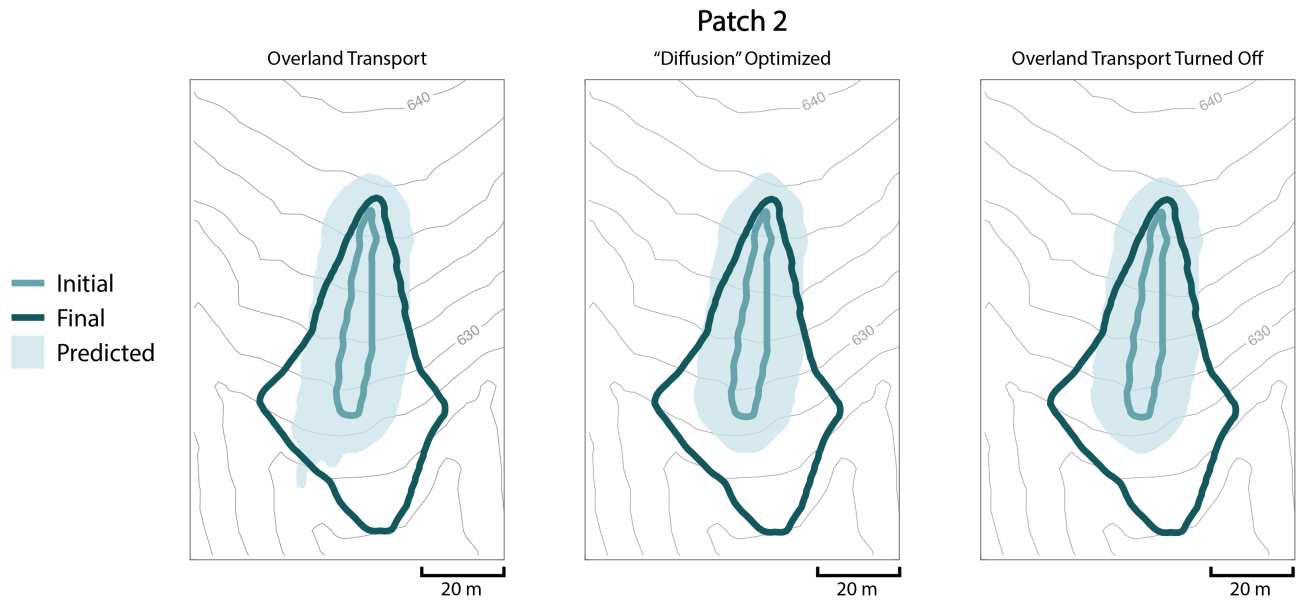 Patch 2
Overland Transport
“Diffusion” Optimized
Overland Transport Turned Off
640
640
640
Initial
Final
Predicted
630
630
630
20 m
20 m
20 m